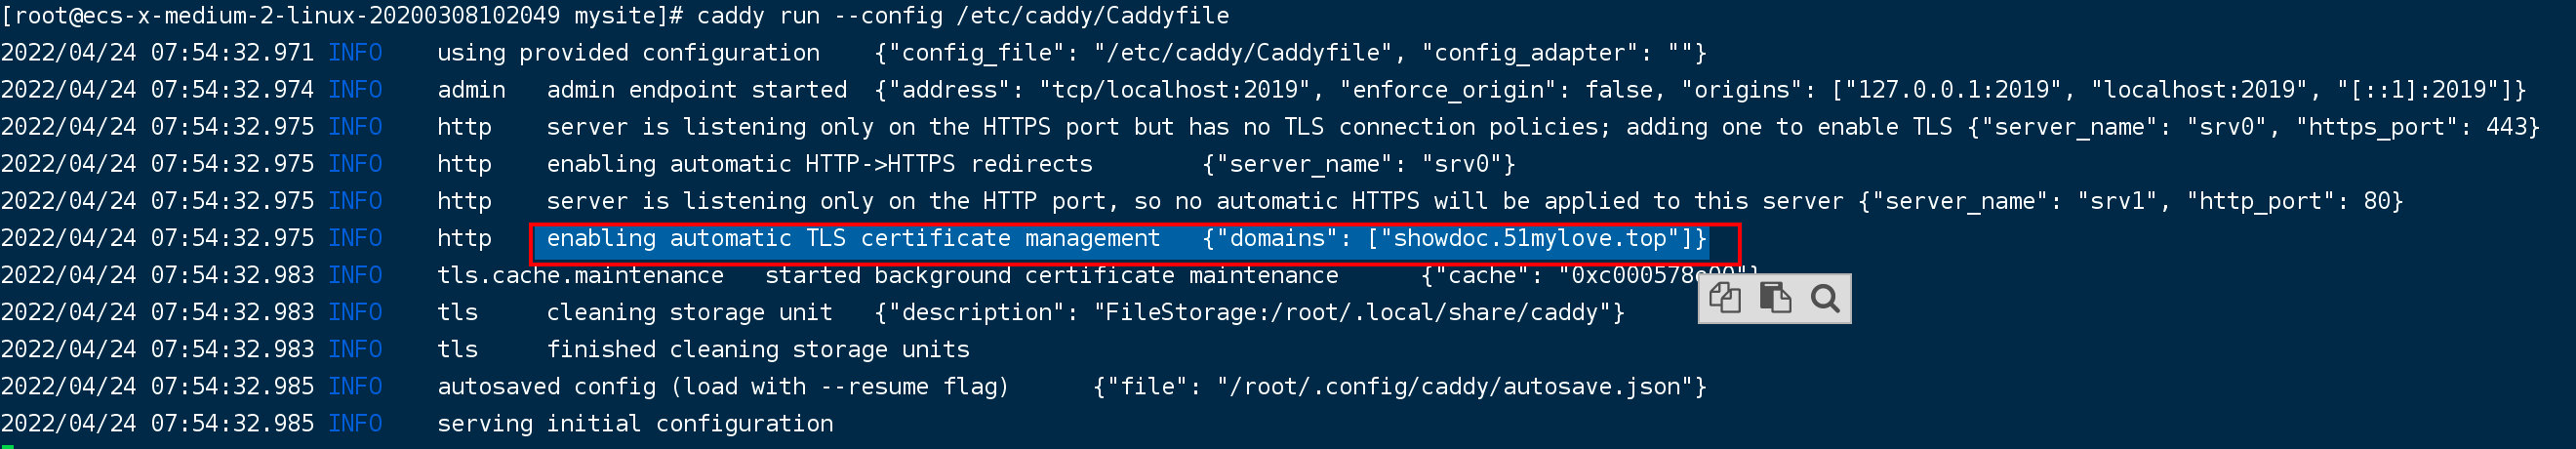 [root@ecs-x-medium-2-linux-20200308102049 mysite]# caddy run --config /etc/caddy/Caddyfile
2022/04/24 07:54:32.971 INFO    using provided configuration    {"config_file": "/etc/caddy/Caddyfile", "config_adapter": ""}
2022/04/24 07:54:32.974 INFO    admin   admin endpoint started  {"address": "tcp/localhost:2019", "enforce_origin": false, "origins": ["127.0.0.1:2019", "localhost:2019", "[::1]:2019"]}
2022/04/24 07:54:32.975 INFO    http    server is listening only on the HTTPS port but has no TLS connection policies; adding one to enable TLS {"server_name": "srv0", "https_port": 443}
2022/04/24 07:54:32.975 INFO    http    enabling automatic HTTP->HTTPS redirects        {"server_name": "srv0"}
2022/04/24 07:54:32.975 INFO    http    server is listening only on the HTTP port, so no automatic HTTPS will be applied to this server {"server_name": "srv1", "http_port": 80}
2022/04/24 07:54:32.975 INFO    http    enabling automatic TLS certificate management   {"domains": ["showdoc.51mylove.top"]}
2022/04/24 07:54:32.983 INFO    tls.cache.maintenance   started background certificate maintenance      {"cache": "0xc000578e00"}
2022/04/24 07:54:32.983 INFO    tls     cleaning storage unit   {"description": "FileStorage:/root/.local/share/caddy"}
2022/04/24 07:54:32.983 INFO    tls     finished cleaning storage units
2022/04/24 07:54:32.985 INFO    autosaved config (load with --resume flag)      {"file": "/root/.config/caddy/autosave.json"}
2022/04/24 07:54:32.985 INFO    serving initial configuration